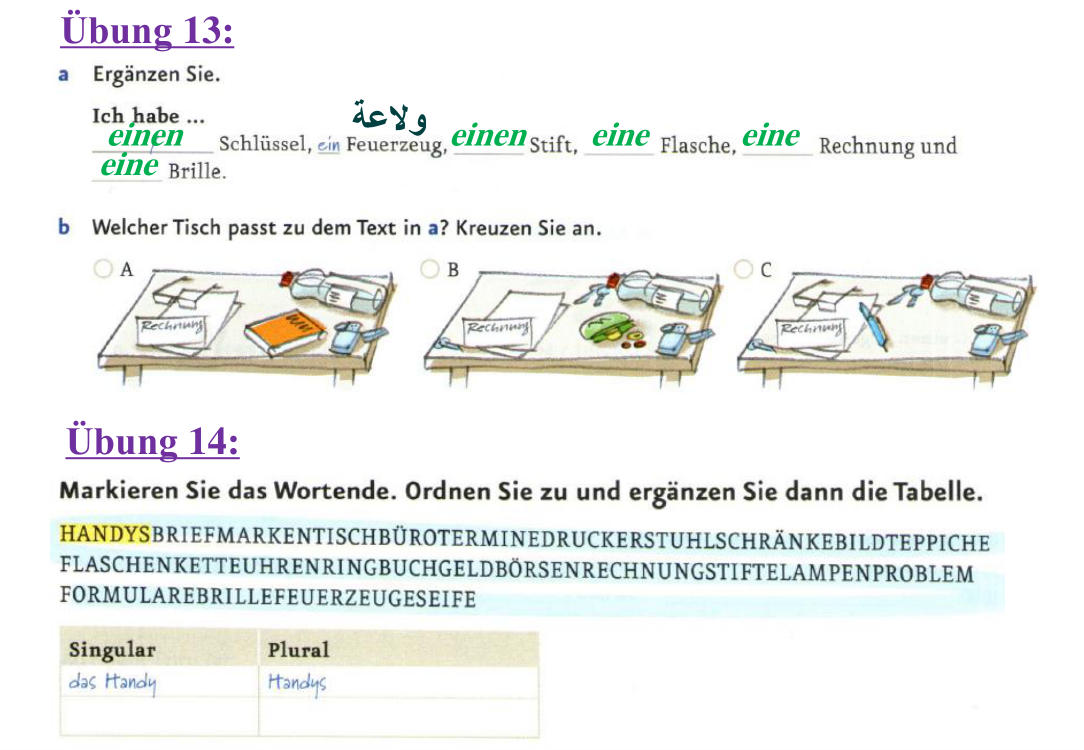 Übung 13:
a Ergänzen Sie.
Ich habe ...
ولاعة
einen Schlüssel, ein Feuerzeug, einen Stift, eine Flasche, eine Rechnung und
eine Brille.
b Welcher Tisch passt zu dem Text in a? Kreuzen Sie an.
A B C
Rechnung Rechnung Rechnung
Übung 14:
Markieren Sie das Wortende. Ordnen Sie zu und ergänzen Sie dann die Tabelle.
HANDYSBRIEFMARKENTISCHBÜROTERMINEDRUCKERSTUHLSCHRÄNKEBILDTEPPICHE
FLASCHENKETTEUHRENRINGBUCHGELDBÖRSENRECHNUNGSTIFTELAMPENPROBLEM
FORMULAREBRILLEFEUERZEUGESEIFE
Singular Plural
das Handy Handys